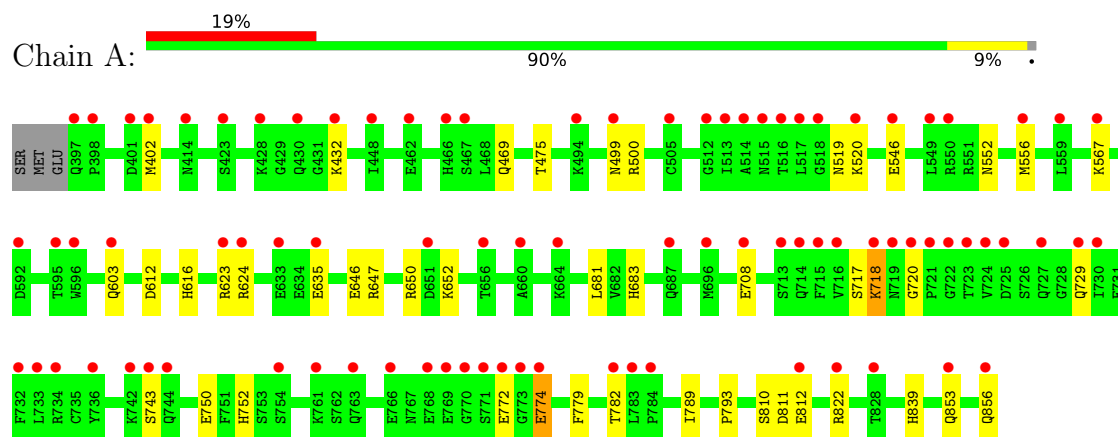 19%
Chain A:
90% 9%
SER MET GLU Q397 P398 D401 M402 N414 S423 K428 G429 Q430 G431 K432 I448 E462 H466 S467 L468 Q469 T475 K494 N499 R500 C505 G512 I513 A514 N515 T516 L517 G518 N519 K520 E546 L549 R550 R551 N552 M556 L559 K567
D592 T595 W596 Q603 D612 H616 R623 R624 E633 E634 E635 E646 R647 R650 D651 K652 T656 A660 K664 L681 V682 H683 Q687 M696 E708 S713 Q714 F715 V716 S717 K718 N719 G720 P721 G722 T723 V724 D725 S726 Q727 G728 Q729 I730
F732 L733 R734 C735 Y736 K742 S743 Q744 E750 F751 H752 S753 S754 K761 S762 Q763 E766 N767 E768 E769 G770 S771 E772 G773 E774 F779 T782 L783 P784 I789 P793 S810 D811 E812 R822 T828 H839 Q853 Q856